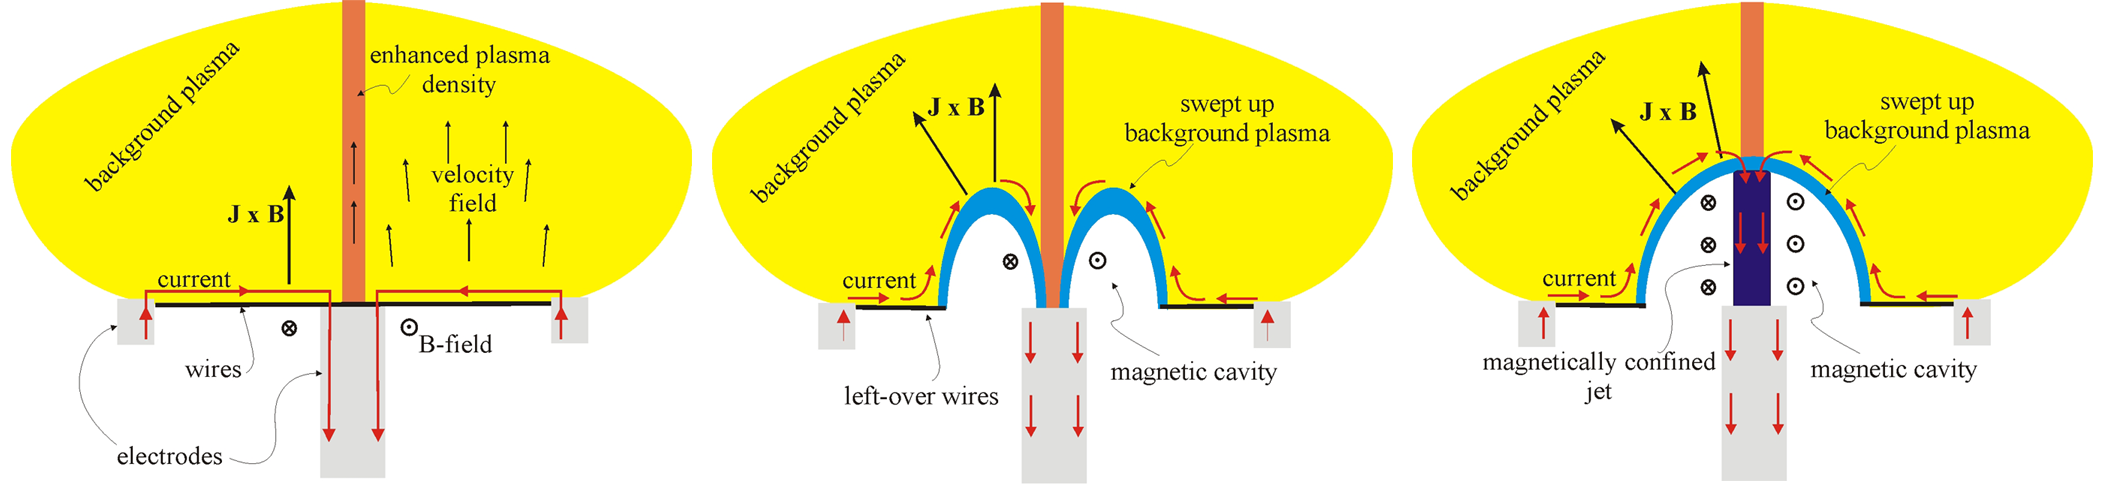 background plasma
enhanced plasma
density
velocity
field
J x B
current
B-field
wires
electrodes
background plasma
J x B
swept up
background plasma
current
magnetic cavity
left-over wires
background plasma
J x B
swept up
background plasma
current
magnetically confined
jet
magnetic cavity